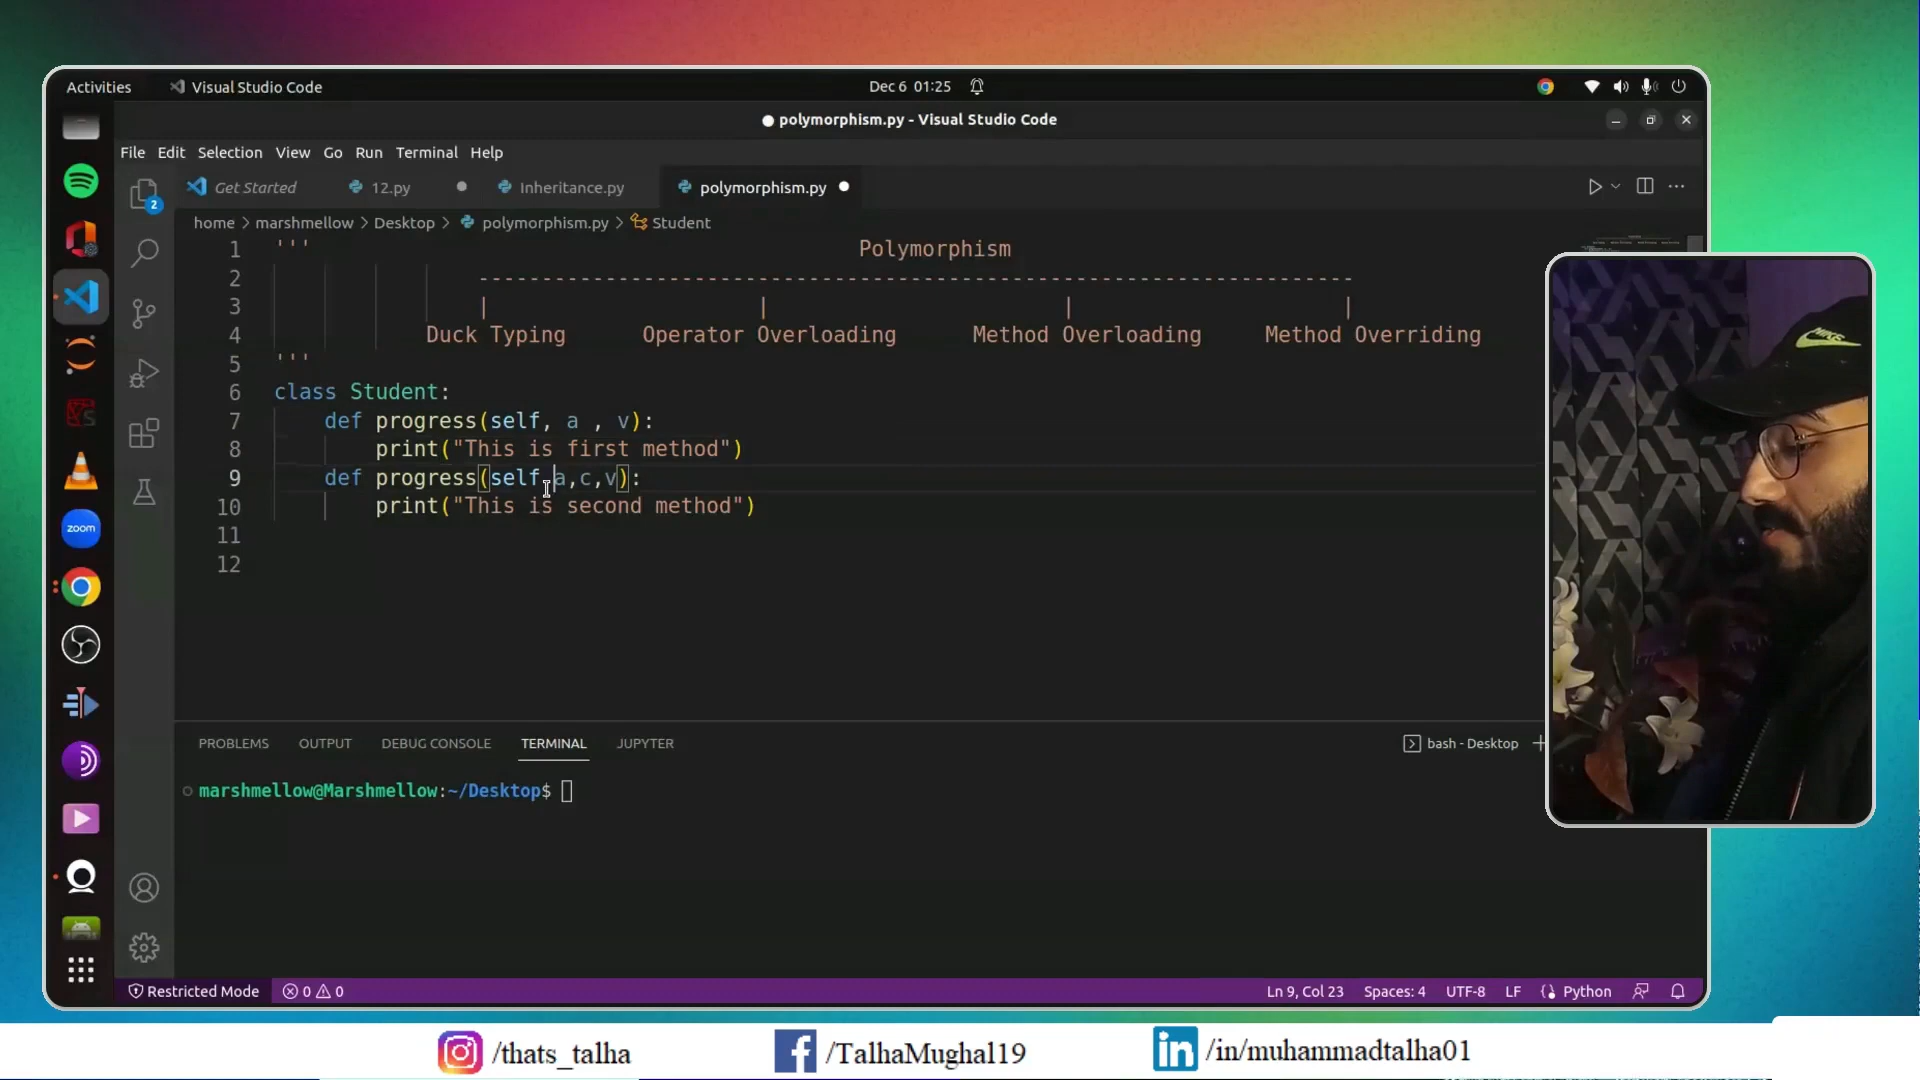 Activities
Visual Studio Code
Dec 6 01:25
polymorphism.py - Visual Studio Code
File Edit Selection View Go Run Terminal Help
Get Started
12.py
Inheritance.py
polymorphism.py
home > marshmellow > Desktop > polymorphism.py > Student
1 ''' Polymorphism
2 ---------------------------------------------------------------------
3 | | | |
4 Duck Typing Operator Overloading Method Overloading Method Overriding
5 '''
6 class Student:
7 def progress(self, a , v):
8 print("This is first method")
9 def progress(self,a,c,v):
10 print("This is second method")
11
12
2
zoom
PROBLEMS OUTPUT DEBUG CONSOLE TERMINAL JUPYTER
bash - Desktop
marshmellow@Marshmellow:~/Desktop$
Restricted Mode 0 0
Ln 9, Col 23 Spaces: 4 UTF-8 LF Python
/thats_talha
/TalhaMughal19
in /in/muhammadtalha01